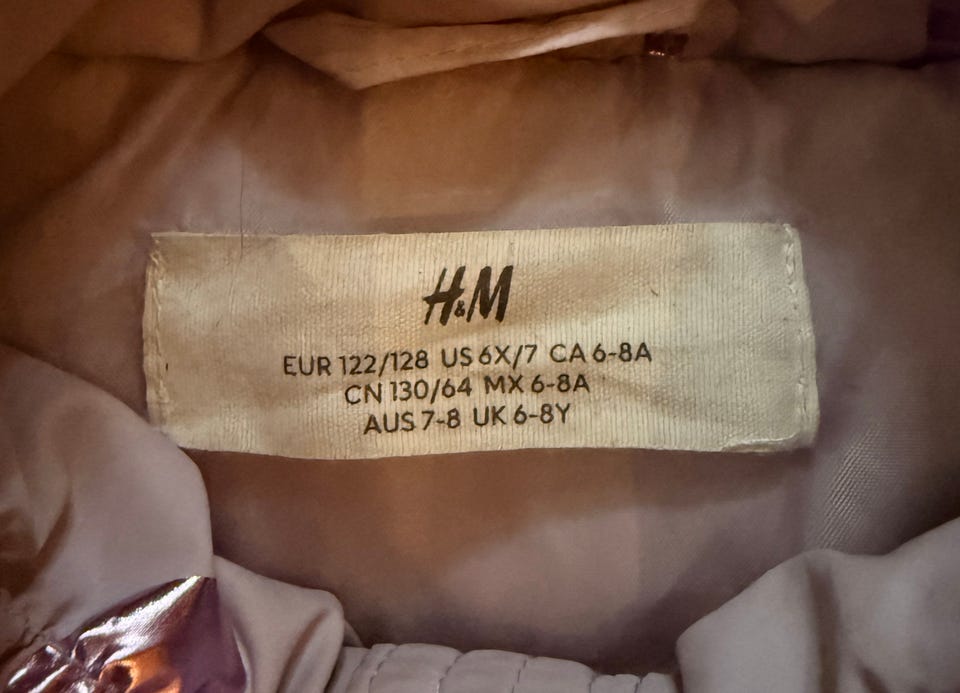 H&M
EUR 122/128 US 6X/7 CA 6-8A
CN 130/64 MX 6-8A
AUS 7-8 UK 6-8Y